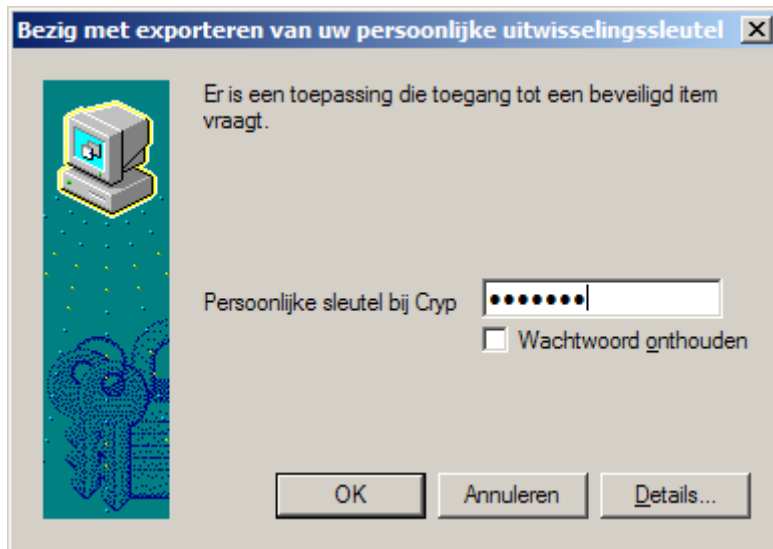 Bezig met exporteren van uw persoonlijke uitwisselingssleutel
Er is een toepassing die toegang tot een beveiligd item
vraagt.
Persoonlijke sleutel bij Cryp
•••••••
Wachtwoord onthouden
OK
Annuleren
Details...